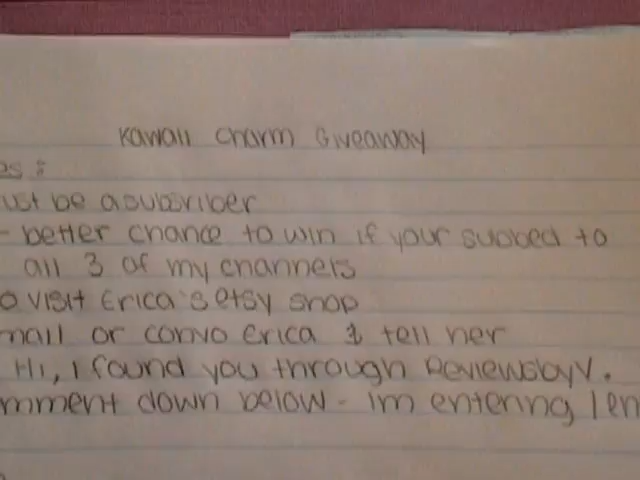 Kawaii Charm Giveaway
es:
ust be a subscriber
- better chance to win if your subbed to
all 3 of my channels
o visit Erica's etsy shop
mail or convo Erica & tell her
Hi, I found you through ReviewsbyV.
mment down below - im entering I en